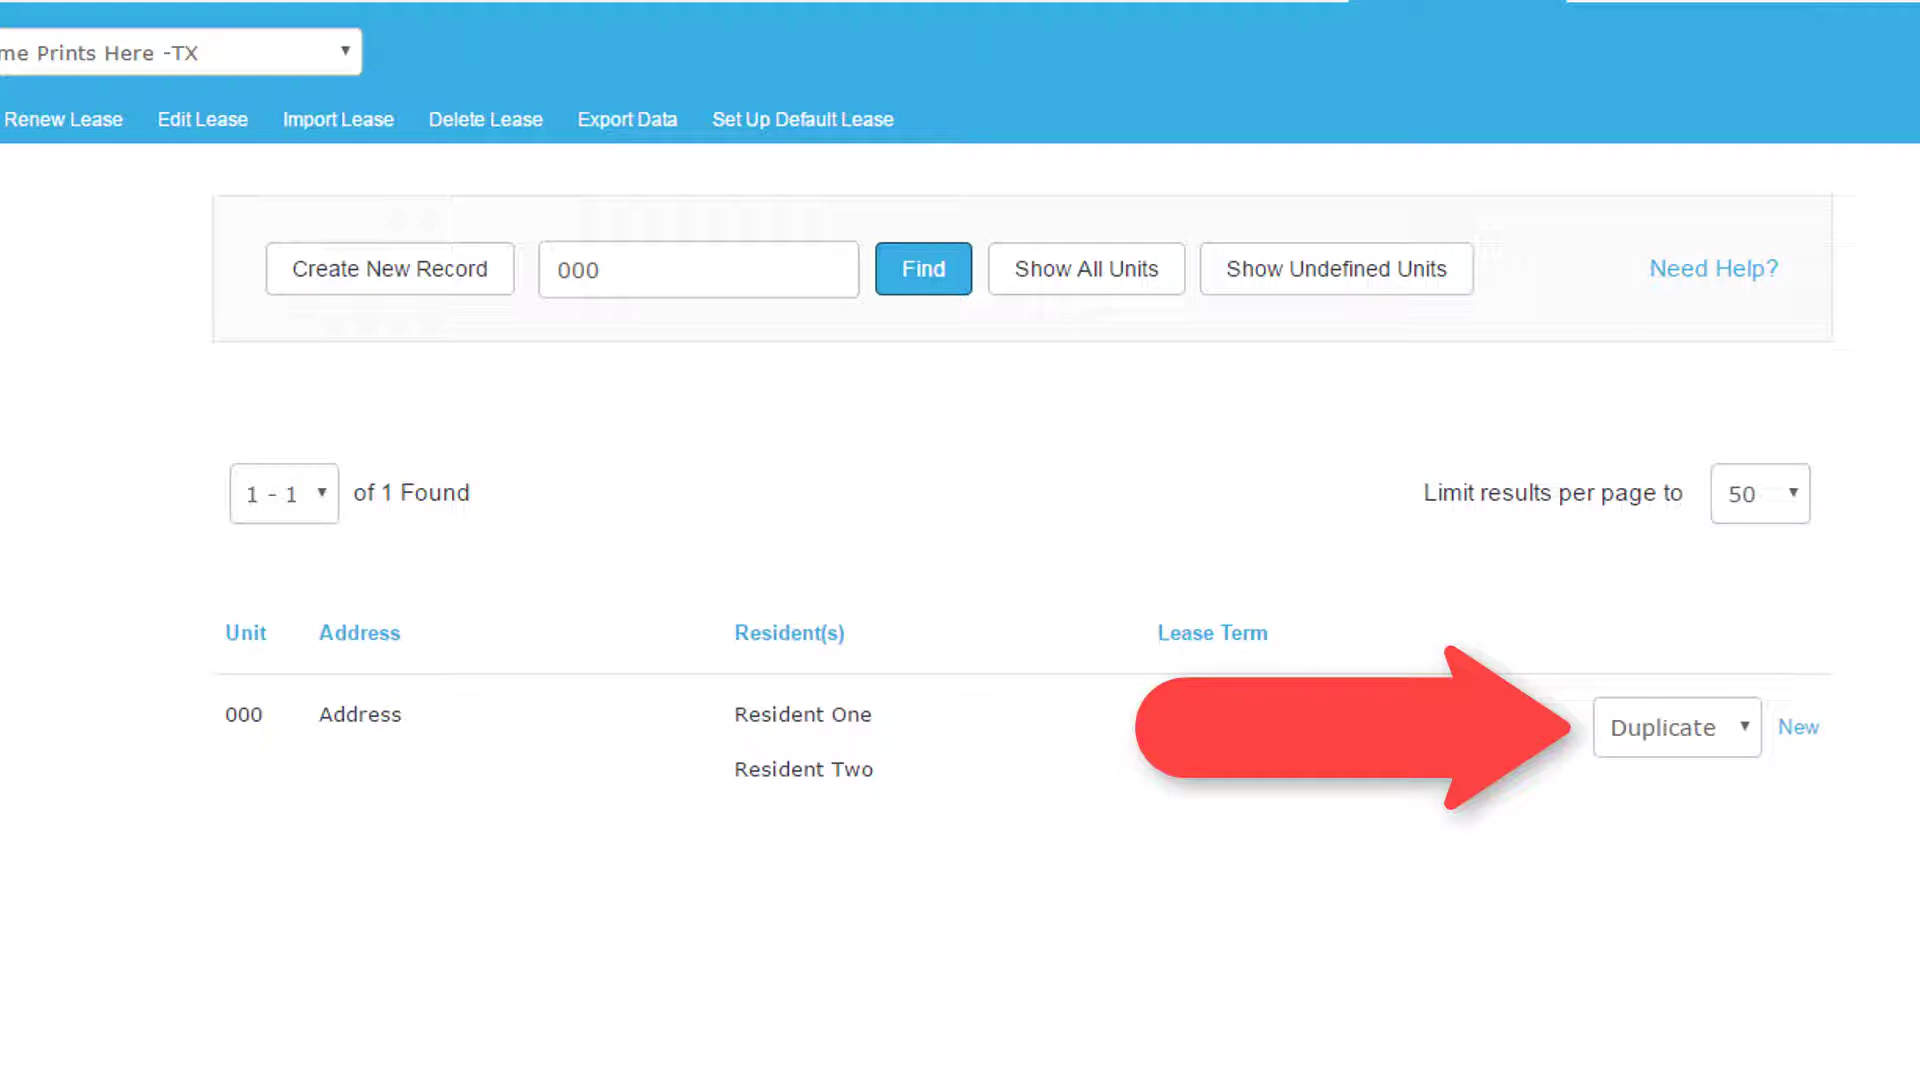 me Prints Here -TX
Renew Lease Edit Lease Import Lease Delete Lease Export Data Set Up Default Lease
Create New Record 000 Find Show All Units Show Undefined Units Need Help?
1 - 1 of 1 Found Limit results per page to 50
Unit Address Resident(s) Lease Term
000 Address Resident One Duplicate New
Resident Two